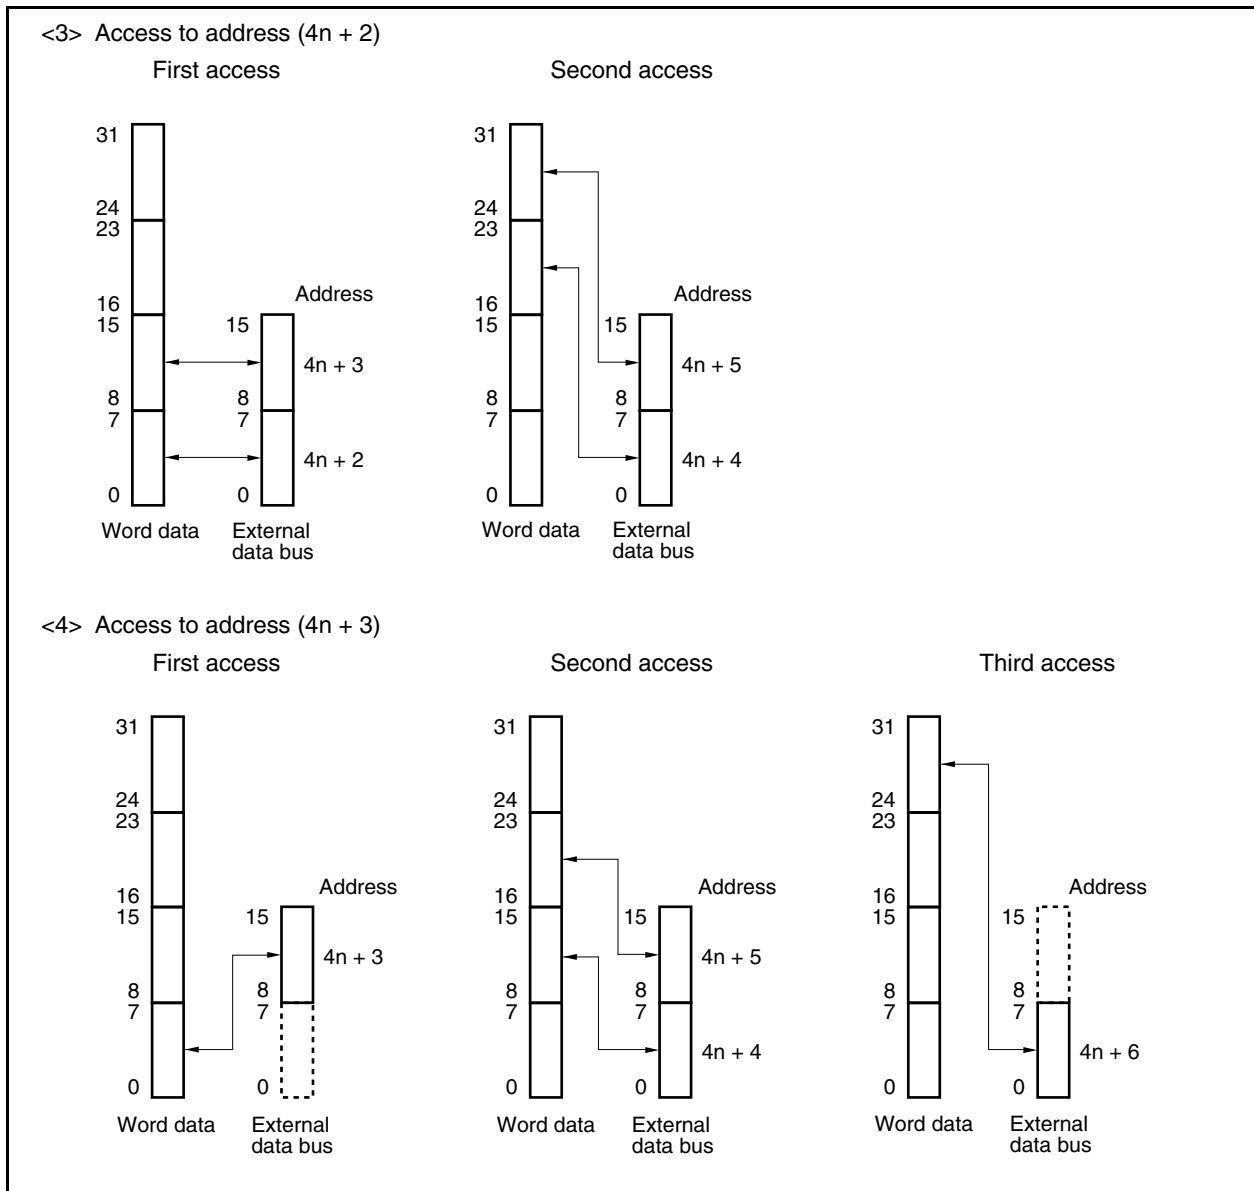 <3> Access to address (4n + 2)
First access
Second access
31
24
23
16
15
8
7
0
Word data
Address
15
8
7
0
4n + 3
4n + 2
External
data bus
31
24
23
16
15
8
7
0
Word data
Address
15
8
7
0
4n + 5
4n + 4
External
data bus
<4> Access to address (4n + 3)
First access
Second access
Third access
31
24
23
16
15
8
7
0
Word data
Address
15
8
7
0
4n + 3
External
data bus
31
24
23
16
15
8
7
0
Word data
Address
15
8
7
0
4n + 5
4n + 4
External
data bus
31
24
23
16
15
8
7
0
Word data
Address
15
8
7
0
4n + 6
External
data bus